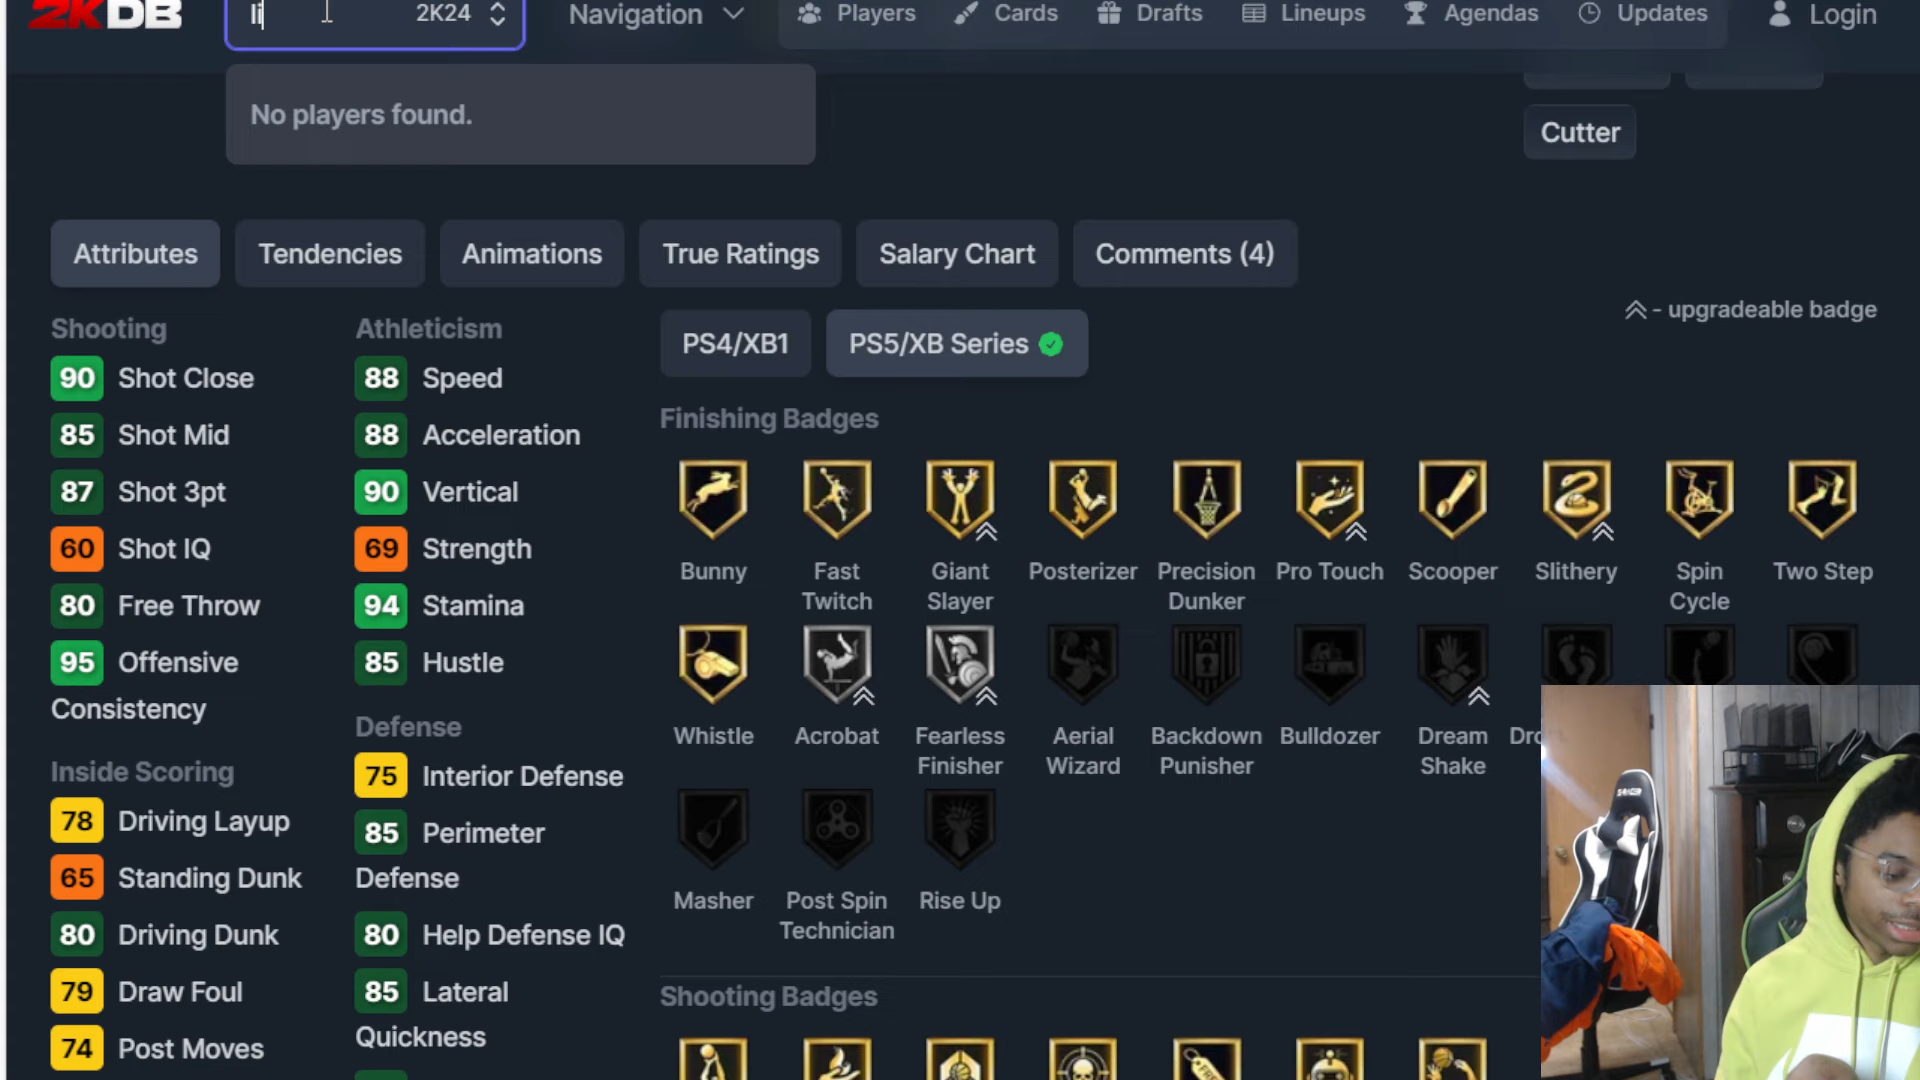 2KDB
li
2K24
Navigation
Players
Cards
Drafts
Lineups
Agendas
Updates
Login
No players found.
Cutter
Attributes
Tendencies
Animations
True Ratings
Salary Chart
Comments (4)
- upgradeable badge
Shooting
90 Shot Close
85 Shot Mid
87 Shot 3pt
60 Shot IQ
80 Free Throw
95 Offensive
Consistency
Inside Scoring
78 Driving Layup
65 Standing Dunk
80 Driving Dunk
79 Draw Foul
74 Post Moves
Athleticism
88 Speed
88 Acceleration
90 Vertical
69 Strength
94 Stamina
85 Hustle
Defense
75 Interior Defense
85 Perimeter
Defense
80 Help Defense IQ
85 Lateral
Quickness
PS4/XB1
PS5/XB Series
Finishing Badges
Bunny
Fast
Twitch
Giant
Slayer
Posterizer
Precision
Dunker
Pro Touch
Scooper
Slithery
Spin
Cycle
Two Step
Whistle
Acrobat
Fearless
Finisher
Aerial
Wizard
Backdown
Punisher
Bulldozer
Dream
Shake
Masher
Post Spin
Technician
Rise Up
Shooting Badges